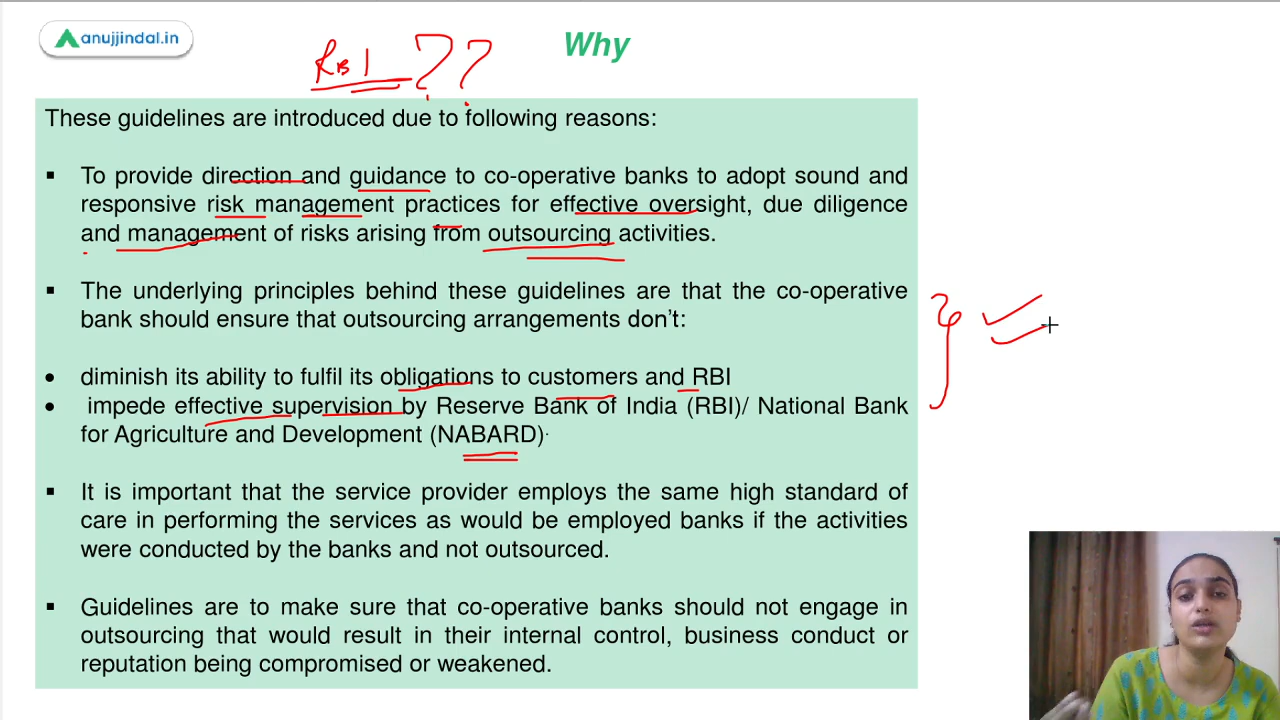 anujjindal.in
Why
RBI ??
These guidelines are introduced due to following reasons:
▪ To provide direction and guidance to co-operative banks to adopt sound and
responsive risk management practices for effective oversight, due diligence
and management of risks arising from outsourcing activities.
▪ The underlying principles behind these guidelines are that the co-operative
bank should ensure that outsourcing arrangements don't:
• diminish its ability to fulfil its obligations to customers and RBI
• impede effective supervision by Reserve Bank of India (RBI)/ National Bank
for Agriculture and Development (NABARD)·
▪ It is important that the service provider employs the same high standard of
care in performing the services as would be employed banks if the activities
were conducted by the banks and not outsourced.
▪ Guidelines are to make sure that co-operative banks should not engage in
outsourcing that would result in their internal control, business conduct or
reputation being compromised or weakened.